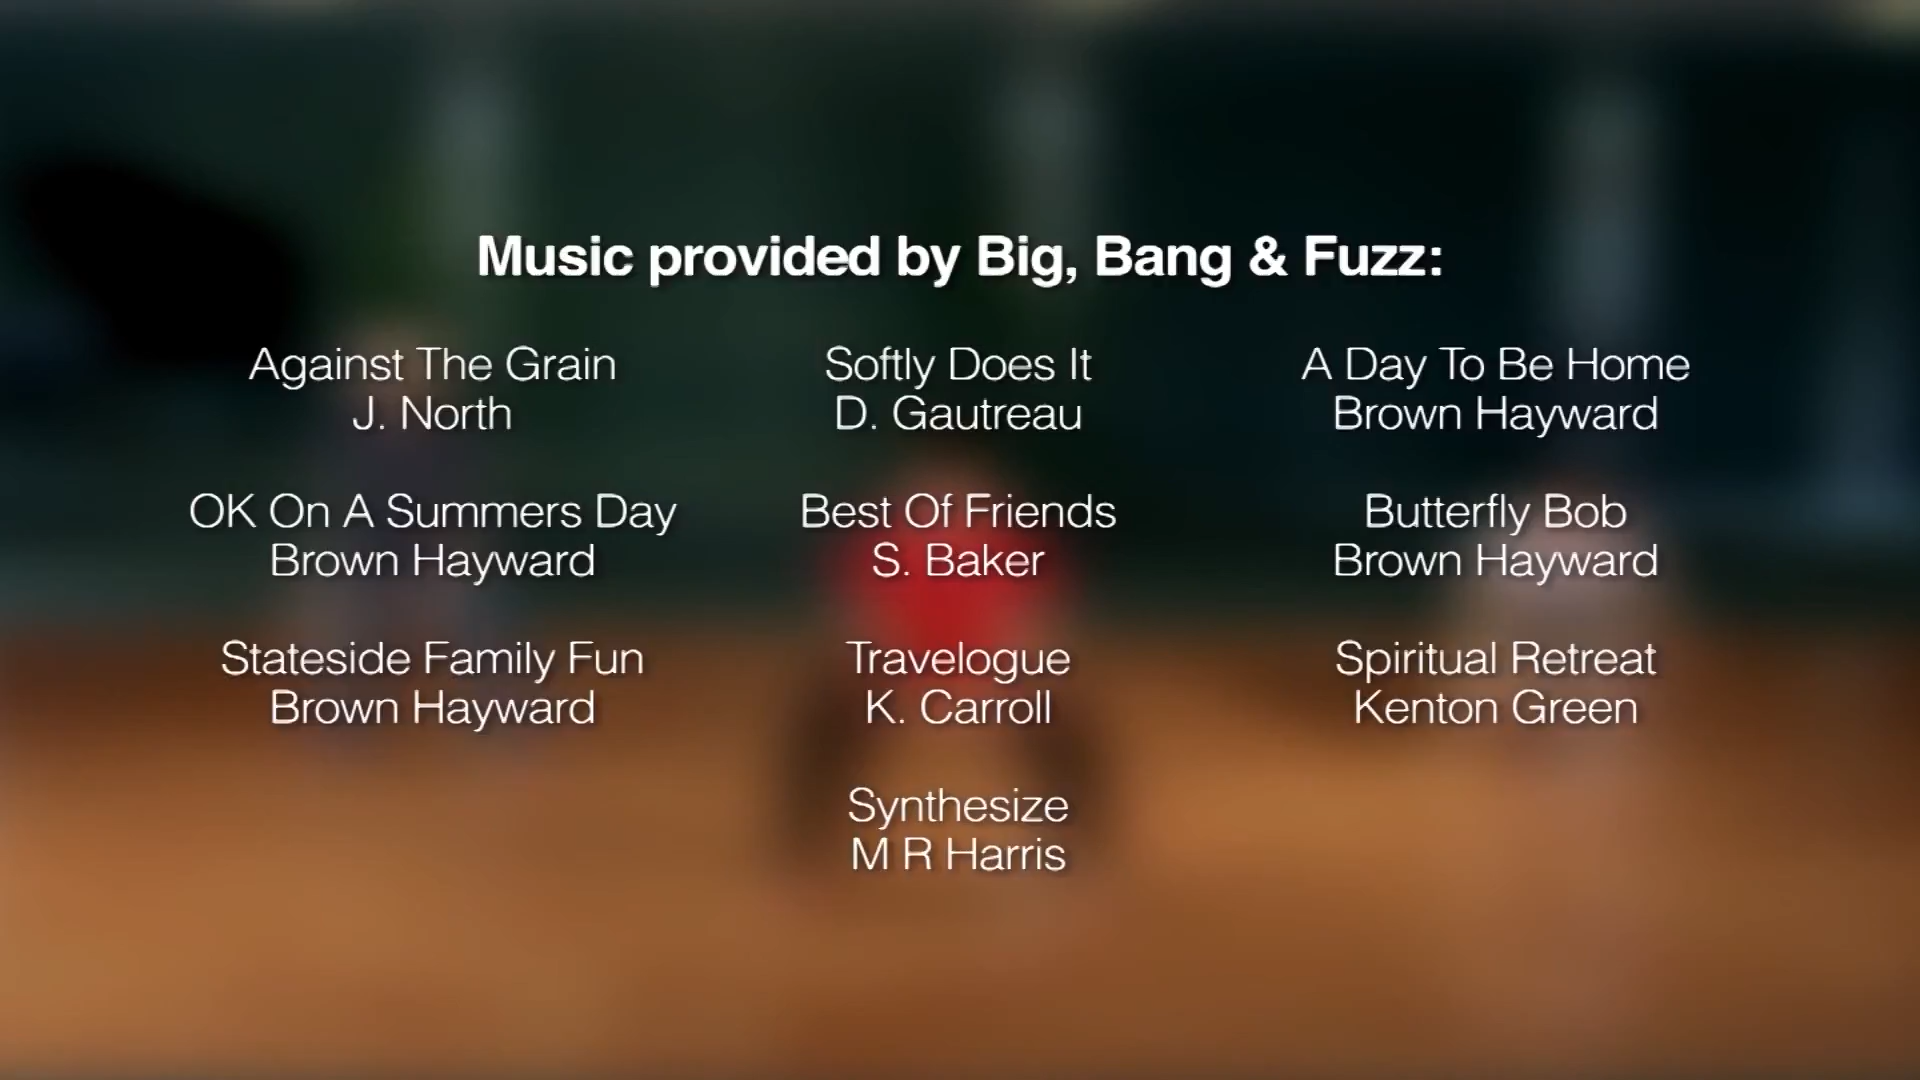 Music provided by Big, Bang & Fuzz:
Against The Grain
J. North
Softly Does It
D. Gautreau
A Day To Be Home
Brown Hayward
OK On A Summers Day
Brown Hayward
Best Of Friends
S. Baker
Butterfly Bob
Brown Hayward
Stateside Family Fun
Brown Hayward
Travelogue
K. Carroll
Spiritual Retreat
Kenton Green
Synthesize
M R Harris